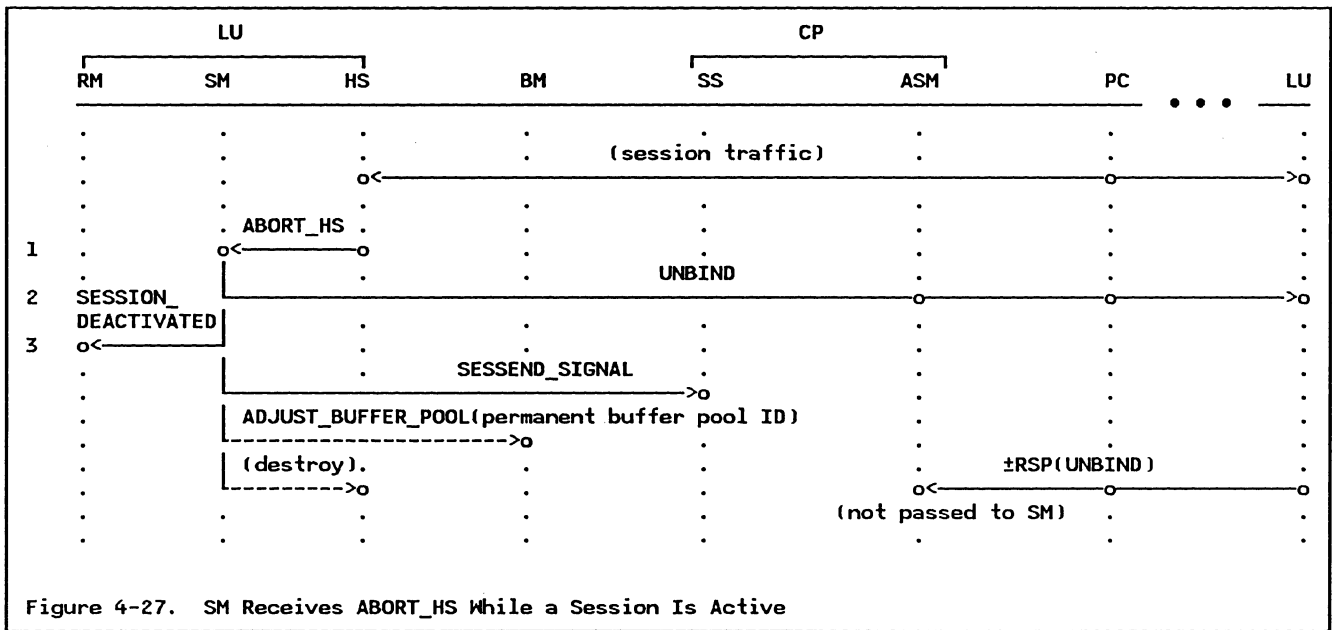 LU CP
RM SM HS BM SS ASM PC LU
(session traffic)
ABORT_HS
1
UNBIND
2 SESSION_
DEACTIVATED
3
SESSEND_SIGNAL
ADJUST_BUFFER_POOL(permanent buffer pool ID)
(destroy). ±RSP(UNBIND)
(not passed to SM)
Figure 4-27. SM Receives ABORT_HS While a Session Is Active